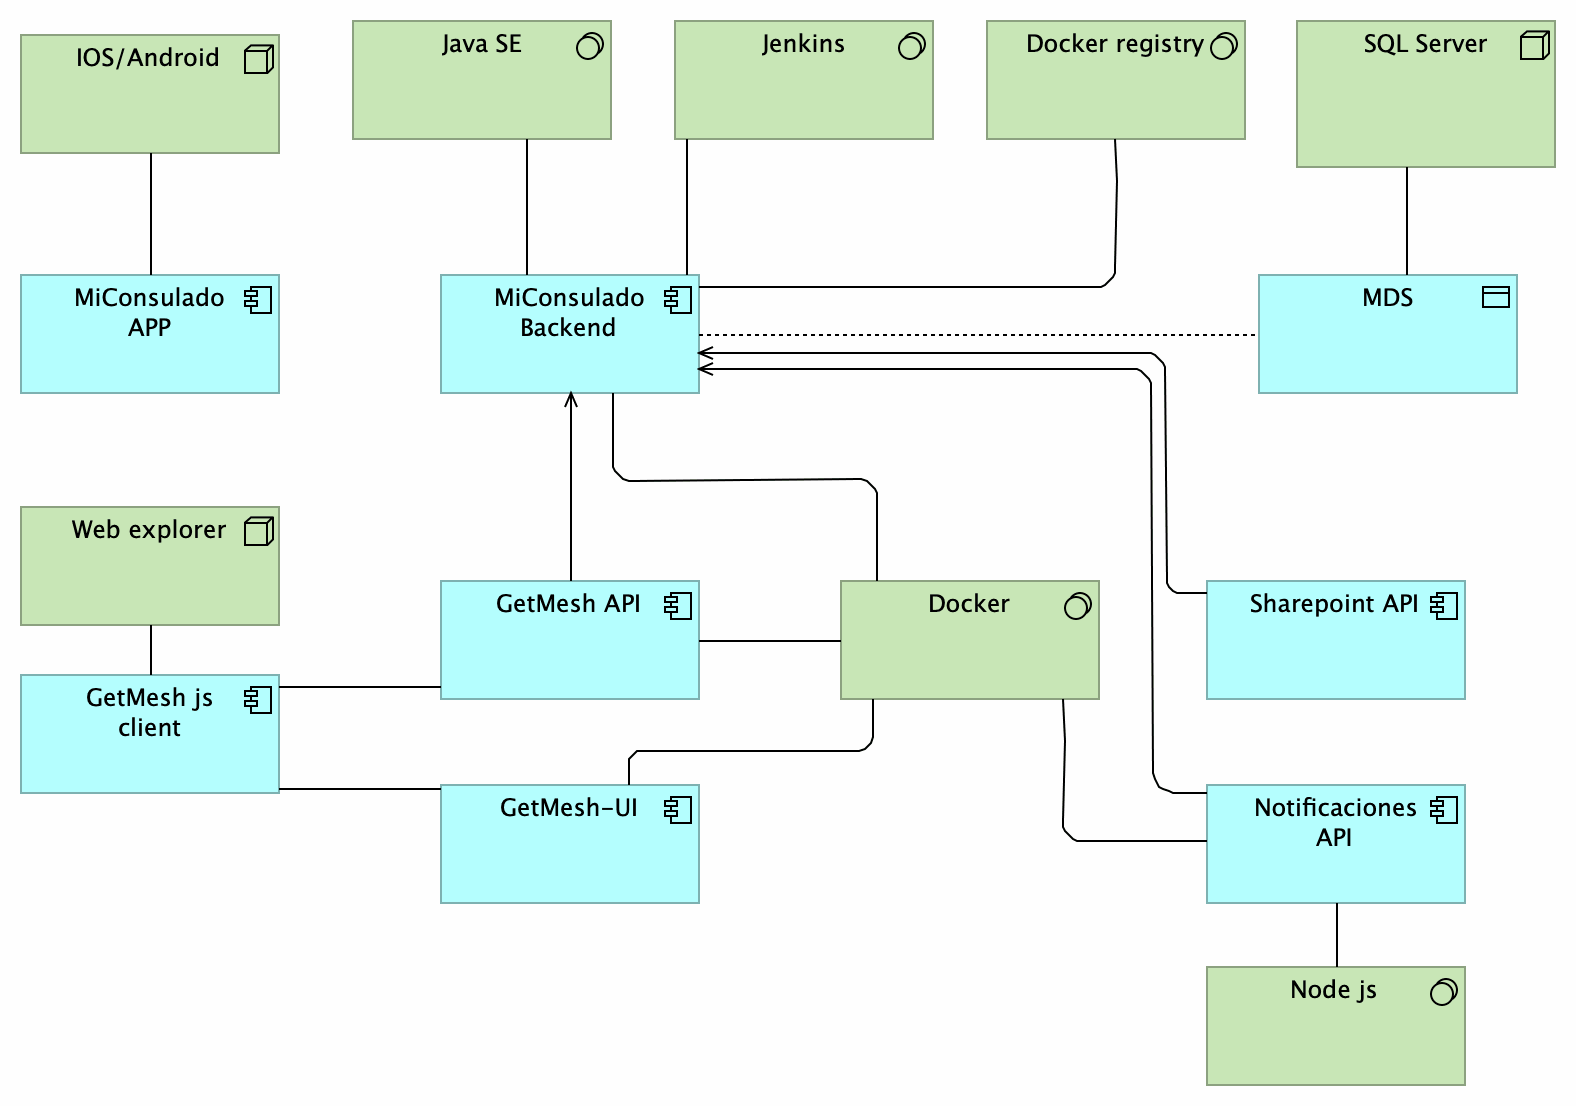 IOS/Android
Java SE
Jenkins
Docker registry
SQL Server
MiConsulado
APP
MiConsulado
Backend
MDS
Web explorer
GetMesh API
Docker
Sharepoint API
GetMesh js
client
GetMesh-UI
Notificaciones
API
Node js